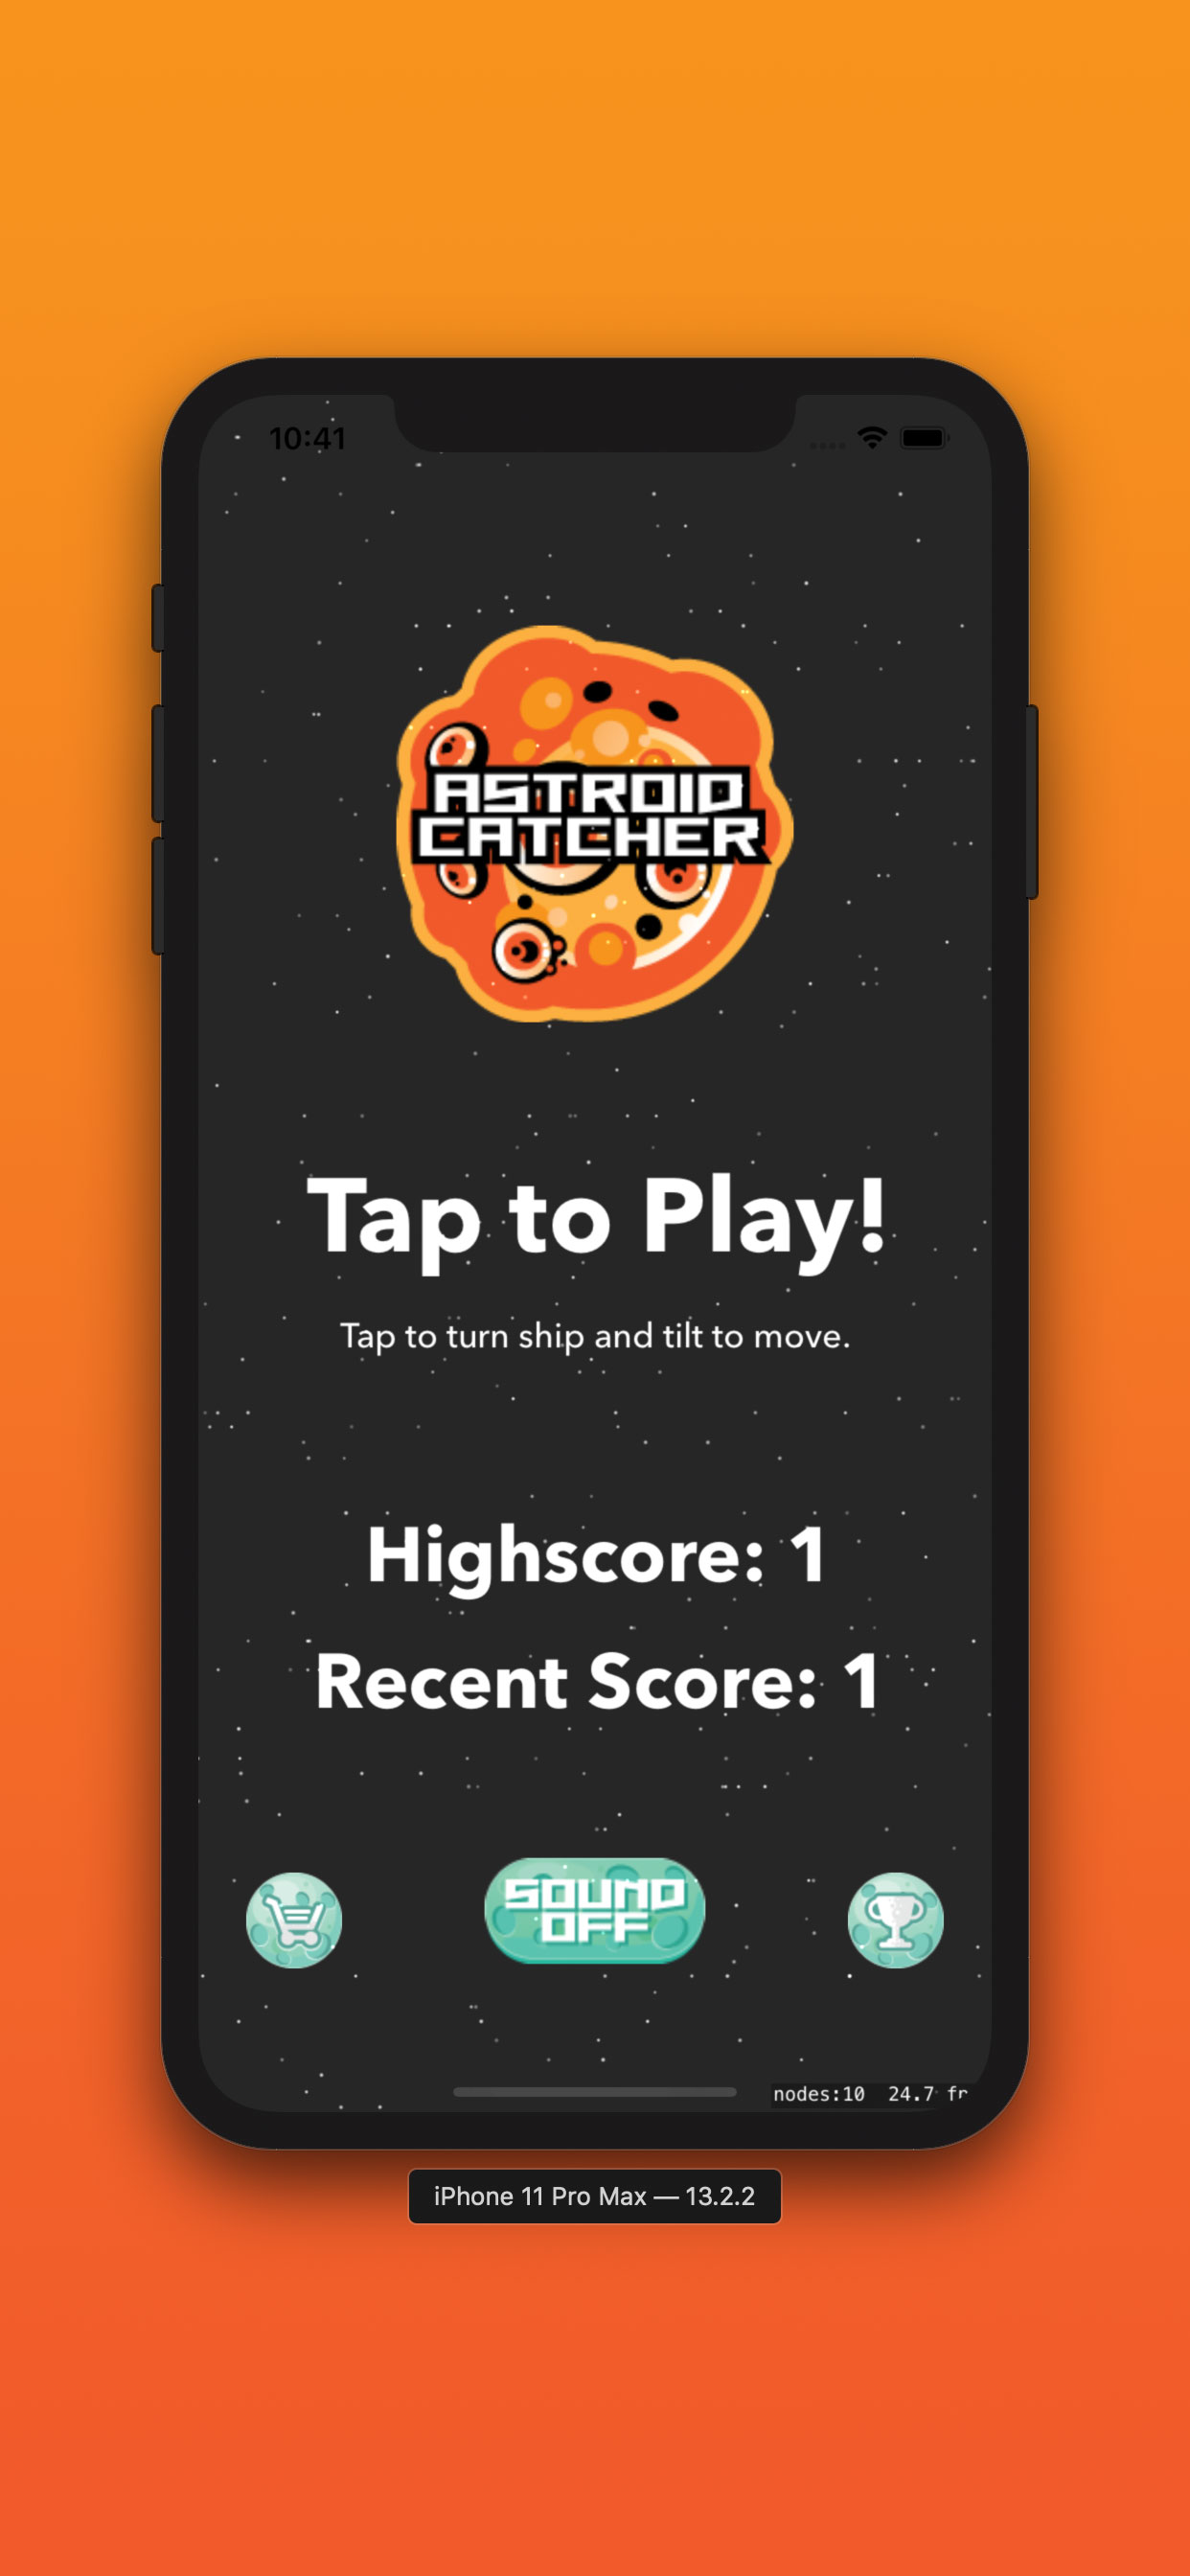 10:41
ASTROID
CATCHER
Tap to Play!
Tap to turn ship and tilt to move.
Highscore: 1
Recent Score: 1
SOUND
OFF
nodes:10 24.7
iPhone 11 Pro Max — 13.2.2